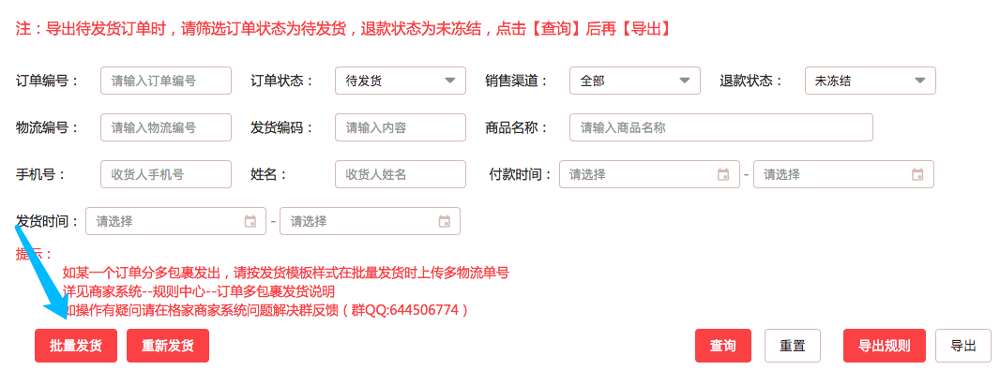 注：导出待发货订单时，请筛选订单状态为待发货，退款状态为未冻结，点击【查询】后再【导出】
订单编号： 请输入订单编号 订单状态： 待发货 销售渠道： 全部 退款状态： 未冻结
物流编号： 请输入物流编号 发货编码： 请输入内容 商品名称： 请输入商品名称
手机号： 收货人手机号 姓名： 收货人姓名 付款时间： 请选择 - 请选择
发货时间： 请选择 - 请选择
提示：
如某一个订单分多包裹发出，请按发货模板样式在批量发货时上传多物流单号
详见商家系统--规则中心--订单多包裹发货说明
如操作有疑问请在格家商家系统问题解决群反馈（群QQ:644506774）
批量发货 重新发货 查询 重置 导出规则 导出